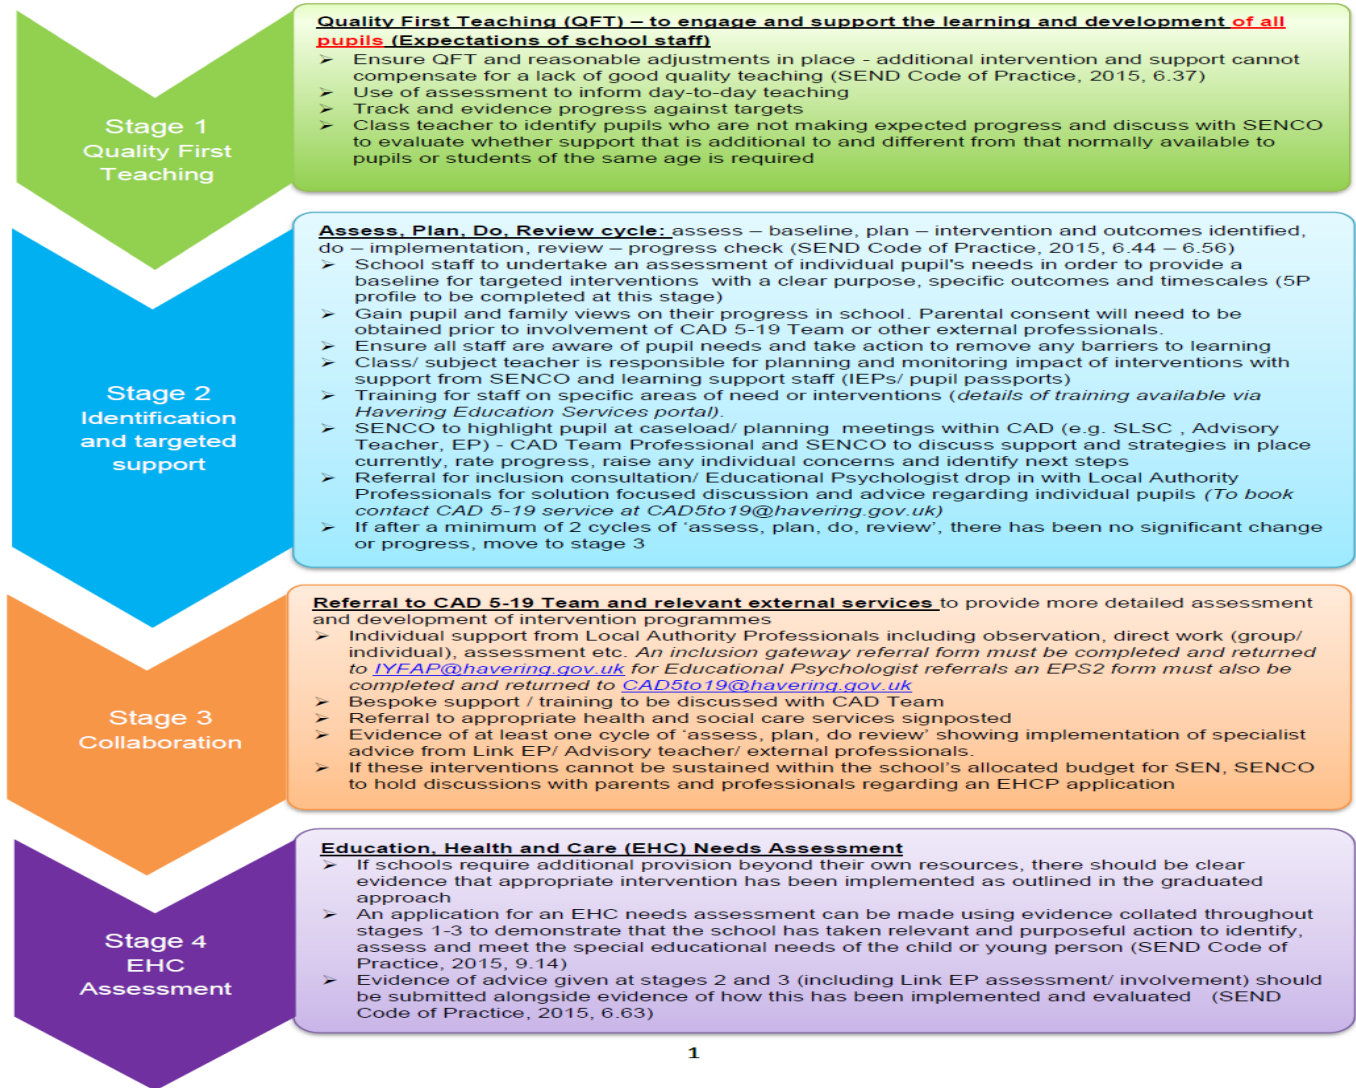 Stage 1
Quality First
Teaching
Quality First Teaching (QFT) – to engage and support the learning and development of all
pupils (Expectations of school staff)
➢ Ensure QFT and reasonable adjustments in place - additional intervention and support cannot
compensate for a lack of good quality teaching (SEND Code of Practice, 2015, 6.37)
➢ Use of assessment to inform day-to-day teaching
➢ Track and evidence progress against targets
➢ Class teacher to identify pupils who are not making expected progress and discuss with SENCO
to evaluate whether support that is additional to and different from that normally available to
pupils or students of the same age is required
Stage 2
Identification
and targeted
support
Assess, Plan, Do, Review cycle: assess – baseline, plan – intervention and outcomes identified,
do – implementation, review – progress check (SEND Code of Practice, 2015, 6.44 – 6.56)
➢ School staff to undertake an assessment of individual pupil's needs in order to provide a
baseline for targeted interventions with a clear purpose, specific outcomes and timescales (5P
profile to be completed at this stage)
➢ Gain pupil and family views on their progress in school. Parental consent will need to be
obtained prior to involvement of CAD 5-19 Team or other external professionals.
➢ Ensure all staff are aware of pupil needs and take action to remove any barriers to learning
➢ Class/ subject teacher is responsible for planning and monitoring impact of interventions with
support from SENCO and learning support staff (IEPs/ pupil passports)
➢ Training for staff on specific areas of need or interventions (details of training available via
Havering Education Services portal).
➢ SENCO to highlight pupil at caseload/ planning meetings within CAD (e.g. SLSC , Advisory
Teacher, EP) - CAD Team Professional and SENCO to discuss support and strategies in place
currently, rate progress, raise any individual concerns and identify next steps
➢ Referral for inclusion consultation/ Educational Psychologist drop in with Local Authority
Professionals for solution focused discussion and advice regarding individual pupils (To book
contact CAD 5-19 service at CAD5to19@havering.gov.uk)
➢ If after a minimum of 2 cycles of ‘assess, plan, do, review’, there has been no significant change
or progress, move to stage 3
Stage 3
Collaboration
Referral to CAD 5-19 Team and relevant external services to provide more detailed assessment
and development of intervention programmes
➢ Individual support from Local Authority Professionals including observation, direct work (group/
individual), assessment etc. An inclusion gateway referral form must be completed and returned
to IYFAP@havering.gov.uk for Educational Psychologist referrals an EPS2 form must also be
completed and returned to CAD5to19@havering.gov.uk
➢ Bespoke support / training to be discussed with CAD Team
➢ Referral to appropriate health and social care services signposted
➢ Evidence of at least one cycle of ‘assess, plan, do review’ showing implementation of specialist
advice from Link EP/ Advisory teacher/ external professionals.
➢ If these interventions cannot be sustained within the school’s allocated budget for SEN, SENCO
to hold discussions with parents and professionals regarding an EHCP application
Stage 4
EHC
Assessment
Education, Health and Care (EHC) Needs Assessment
➢ If schools require additional provision beyond their own resources, there should be clear
evidence that appropriate intervention has been implemented as outlined in the graduated
approach
➢ An application for an EHC needs assessment can be made using evidence collated throughout
stages 1-3 to demonstrate that the school has taken relevant and purposeful action to identify,
assess and meet the special educational needs of the child or young person (SEND Code of
Practice, 2015, 9.14)
➢ Evidence of advice given at stages 2 and 3 (including Link EP assessment/ involvement) should
be submitted alongside evidence of how this has been implemented and evaluated (SEND
Code of Practice, 2015, 6.63)
1